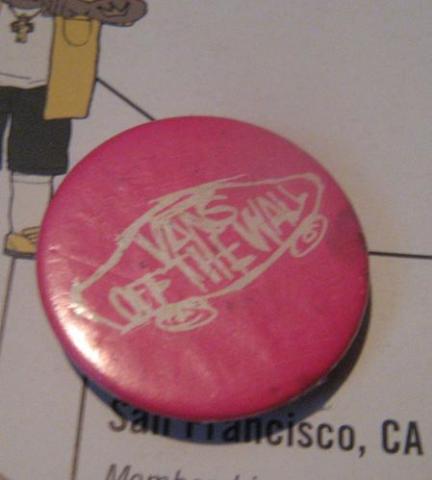 VANS
OFF THE WALL
San Francisco, CA